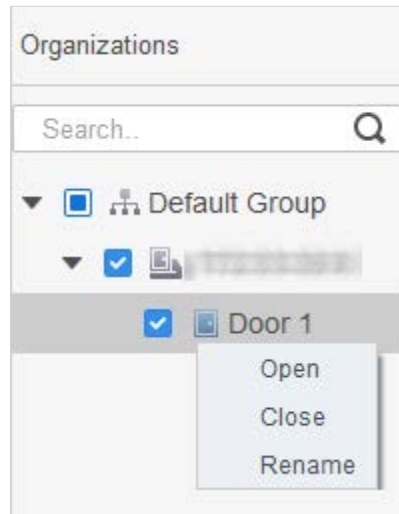 Organizations
Search..
Default Group
Door 1
Open
Close
Rename